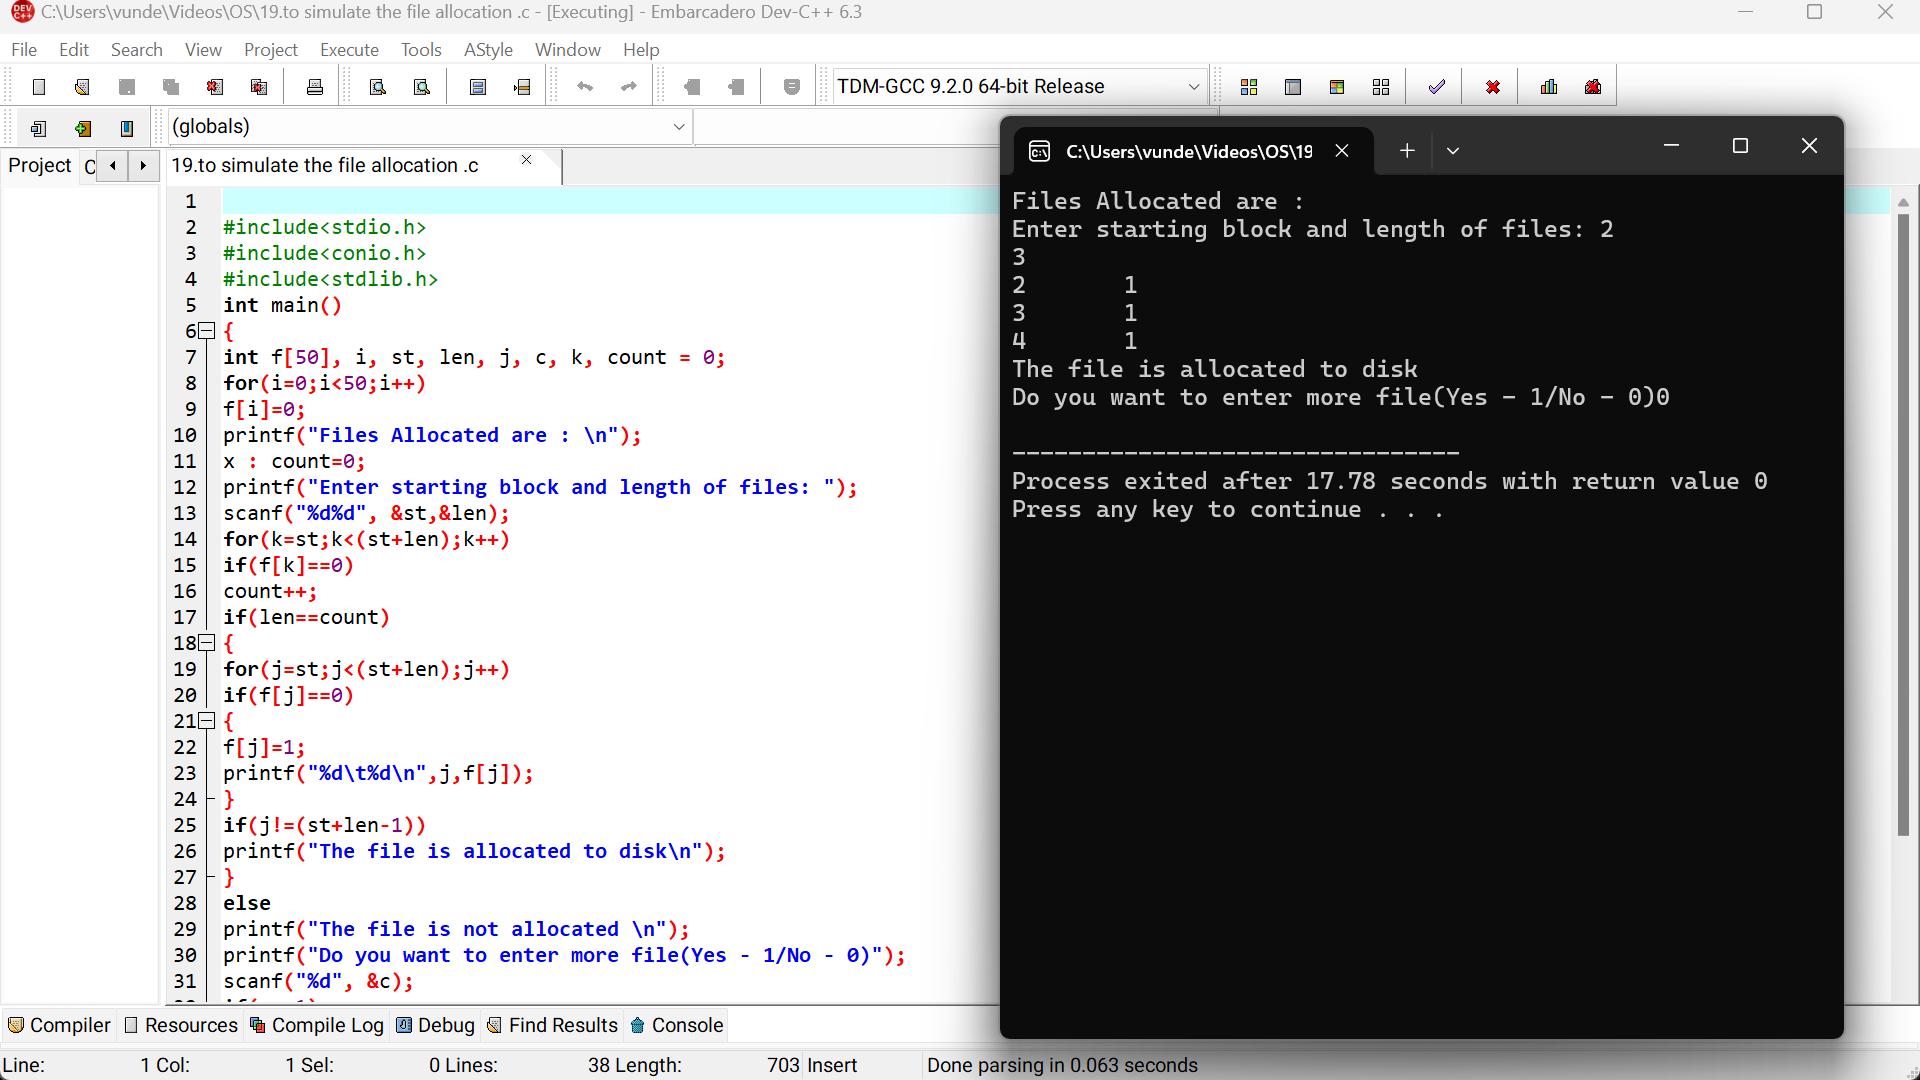 C:\Users\vunde\Videos\OS\19.to simulate the file allocation .c - [Executing] - Embarcadero Dev-C++ 6.3
File Edit Search View Project Execute Tools AStyle Window Help
TDM-GCC 9.2.0 64-bit Release
(globals)
Project C
19.to simulate the file allocation .c
1
2 #include<stdio.h>
3 #include<conio.h>
4 #include<stdlib.h>
5 int main()
6 {
7 int f[50], i, st, len, j, c, k, count = 0;
8 for(i=0;i<50;i++)
9 f[i]=0;
10 printf("Files Allocated are : \n");
11 x : count=0;
12 printf("Enter starting block and length of files: ");
13 scanf("%d%d", &st,&len);
14 for(k=st;k<(st+len);k++)
15 if(f[k]==0)
16 count++;
17 if(len==count)
18 {
19 for(j=st;j<(st+len);j++)
20 if(f[j]==0)
21 {
22 f[j]=1;
23 printf("%d\t%d\n",j,f[j]);
24 }
25 if(j!=(st+len-1))
26 printf("The file is allocated to disk\n");
27 }
28 else
29 printf("The file is not allocated \n");
30 printf("Do you want to enter more file(Yes - 1/No - 0)");
31 scanf("%d", &c);
C:\Users\vunde\Videos\OS\19
Files Allocated are :
Enter starting block and length of files: 2
3
2 1
3 1
4 1
The file is allocated to disk
Do you want to enter more file(Yes - 1/No - 0)0
--------------------------------
Process exited after 17.78 seconds with return value 0
Press any key to continue . . .
Compiler Resources Compile Log Debug Find Results Console
Line: 1 Col: 1 Sel: 0 Lines: 38 Length: 703 Insert Done parsing in 0.063 seconds